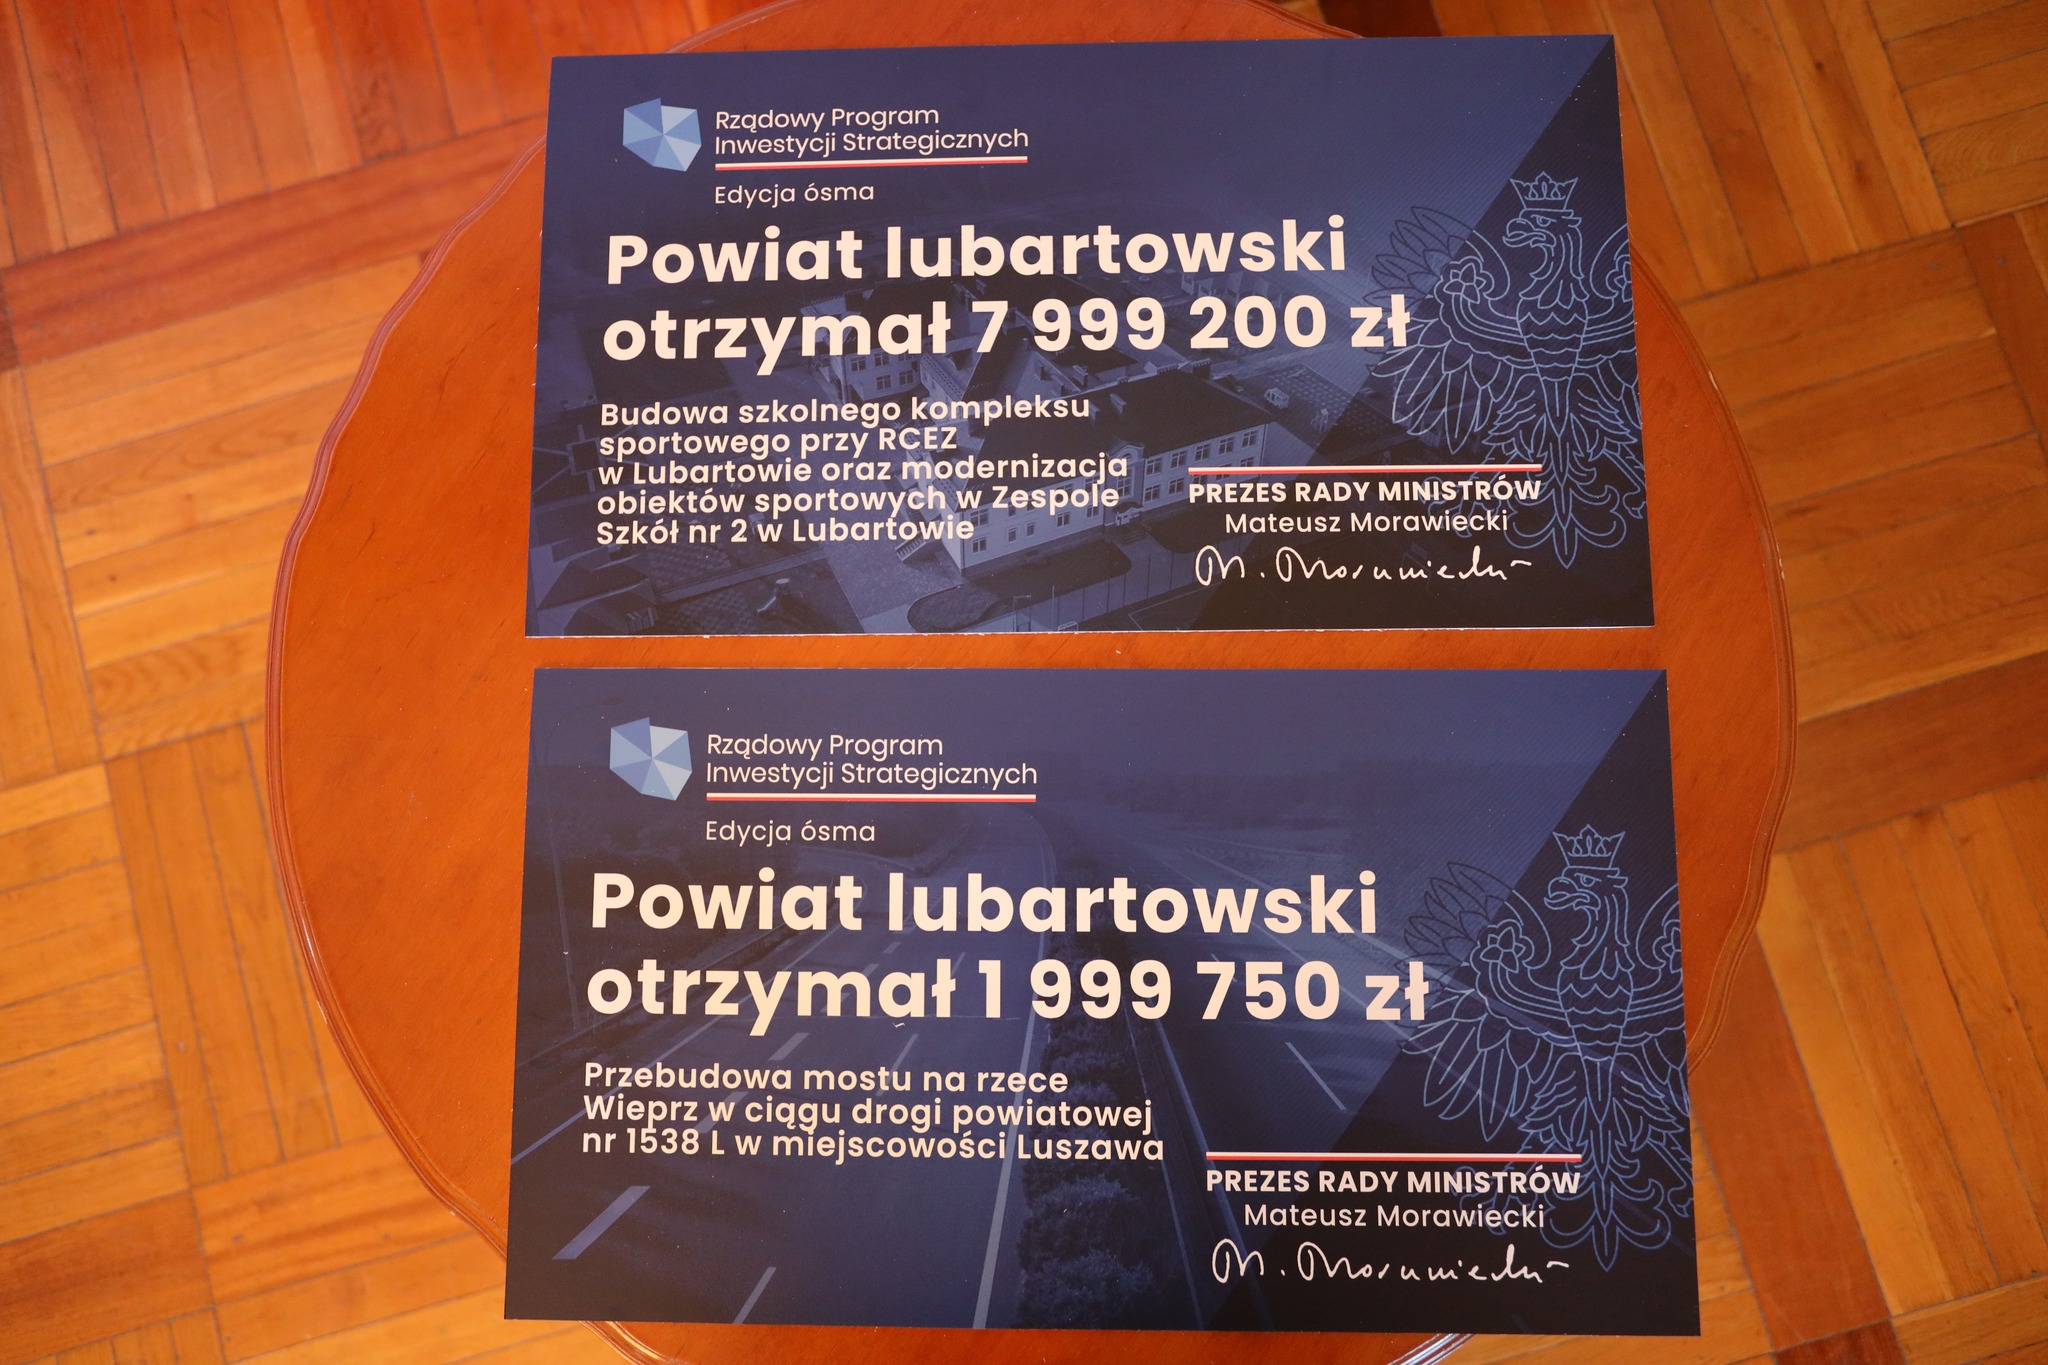 Rządowy Program
Inwestycji Strategicznych
Edycja ósma
Powiat lubartowski
otrzymał 7 999 200 zł
Budowa szkolnego kompleksu
sportowego przy RCEZ
w Lubartowie oraz modernizacja
obiektów sportowych w Zespole
Szkół nr 2 w Lubartowie
PREZES RADY MINISTRÓW
Mateusz Morawiecki
M. Morawiecki
Rządowy Program
Inwestycji Strategicznych
Edycja ósma
Powiat lubartowski
otrzymał 1 999 750 zł
Przebudowa mostu na rzece
Wieprz w ciągu drogi powiatowej
nr 1538 L w miejscowości Luszawa
PREZES RADY MINISTRÓW
Mateusz Morawiecki
M. Morawiecki